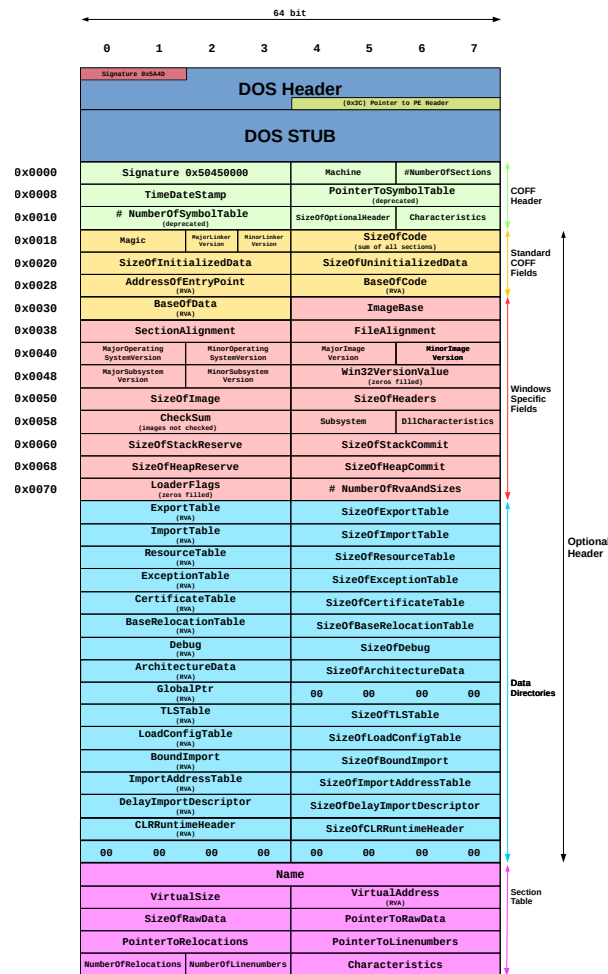 64 bit
0 1 2 3 4 5 6 7
Signature 0x5A4D
DOS Header
(0x3C) Pointer to PE Header
DOS STUB
0x0000 Signature 0x50450000 Machine #NumberOfSections
0x0008 TimeDateStamp PointerToSymbolTable
(deprecated)
COFF
Header
0x0010 # NumberOfSymbolTable
(deprecated)
SizeOfOptionalHeader Characteristics
0x0018 Magic MajorLinker
Version
MinorLinker
Version
SizeOfCode
(sum of all sections)
0x0020 SizeOfInitializedData SizeOfUninitializedData
Standard
COFF
Fields
0x0028 AddressOfEntryPoint
(RVA)
BaseOfCode
(RVA)
0x0030 BaseOfData
(RVA)
ImageBase
0x0038 SectionAlignment FileAlignment
0x0040 MajorOperating
SystemVersion
MinorOperating
SystemVersion
MajorImage
Version
MinorImage
Version
0x0048 MajorSubsystem
Version
MinorSubsystem
Version
Win32VersionValue
(zeros filled)
0x0050 SizeOfImage SizeOfHeaders
Windows
Specific
Fields
0x0058 CheckSum
(images not checked)
Subsystem DllCharacteristics
0x0060 SizeOfStackReserve SizeOfStackCommit
0x0068 SizeOfHeapReserve SizeOfHeapCommit
0x0070 LoaderFlags
(zeros filled)
# NumberOfRvaAndSizes
ExportTable
(RVA)
SizeOfExportTable
ImportTable
(RVA)
SizeOfImportTable
Optional
Header
ResourceTable
(RVA)
SizeOfResourceTable
ExceptionTable
(RVA)
SizeOfExceptionTable
CertificateTable
(RVA)
SizeOfCertificateTable
BaseRelocationTable
(RVA)
SizeOfBaseRelocationTable
Debug
(RVA)
SizeOfDebug
ArchitectureData
(RVA)
SizeOfArchitectureData
Data
Directories
GlobalPtr
(RVA)
00 00 00 00
TLSTable
(RVA)
SizeOfTLSTable
LoadConfigTable
(RVA)
SizeOfLoadConfigTable
BoundImport
(RVA)
SizeOfBoundImport
ImportAddressTable
(RVA)
SizeOfImportAddressTable
DelayImportDescriptor
(RVA)
SizeOfDelayImportDescriptor
CLRRuntimeHeader
(RVA)
SizeOfCLRRuntimeHeader
00 00 00 00 00 00 00 00
Name
VirtualSize VirtualAddress
(RVA)
Section
Table
SizeOfRawData PointerToRawData
PointerToRelocations PointerToLinenumbers
NumberOfRelocations NumberOfLinenumbers Characteristics